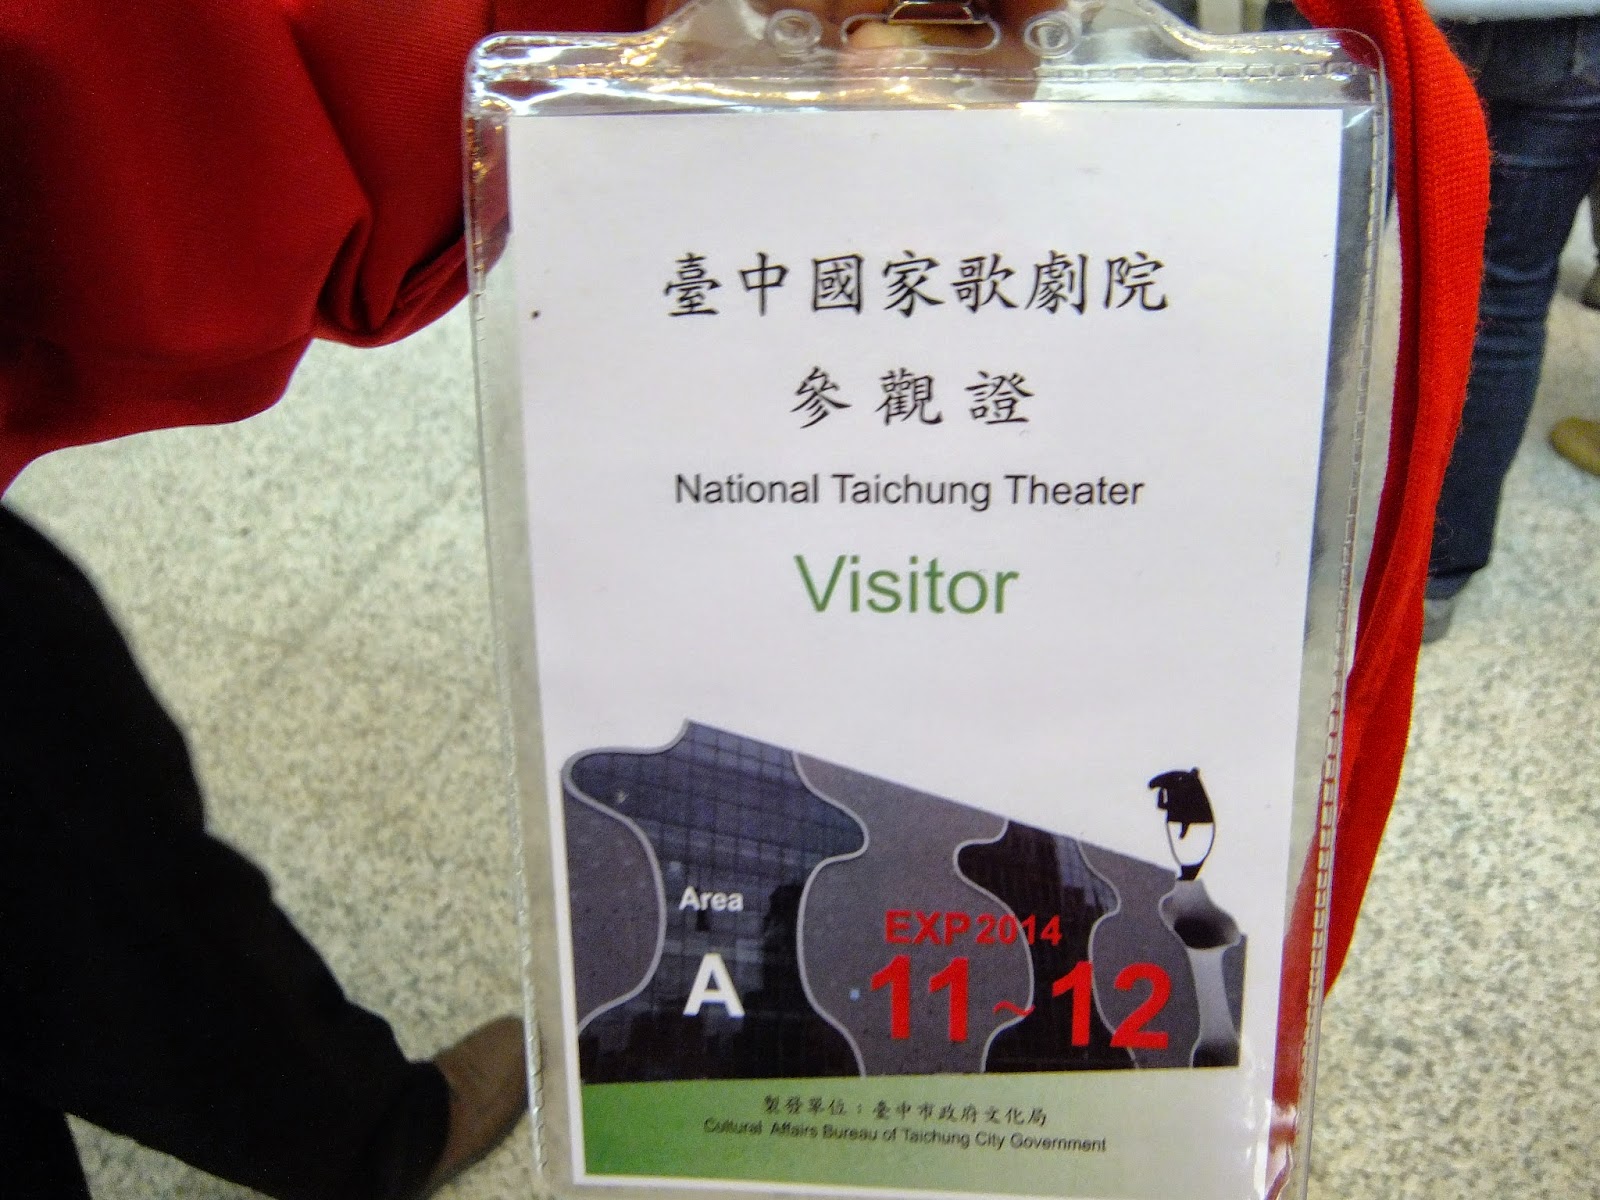 臺中國家歌劇院
參觀證
National Taichung Theater
Visitor
Area
A
EXP2014
11~12
製發單位：臺中市政府文化局
Cultural Affairs Bureau of Taichung City Government